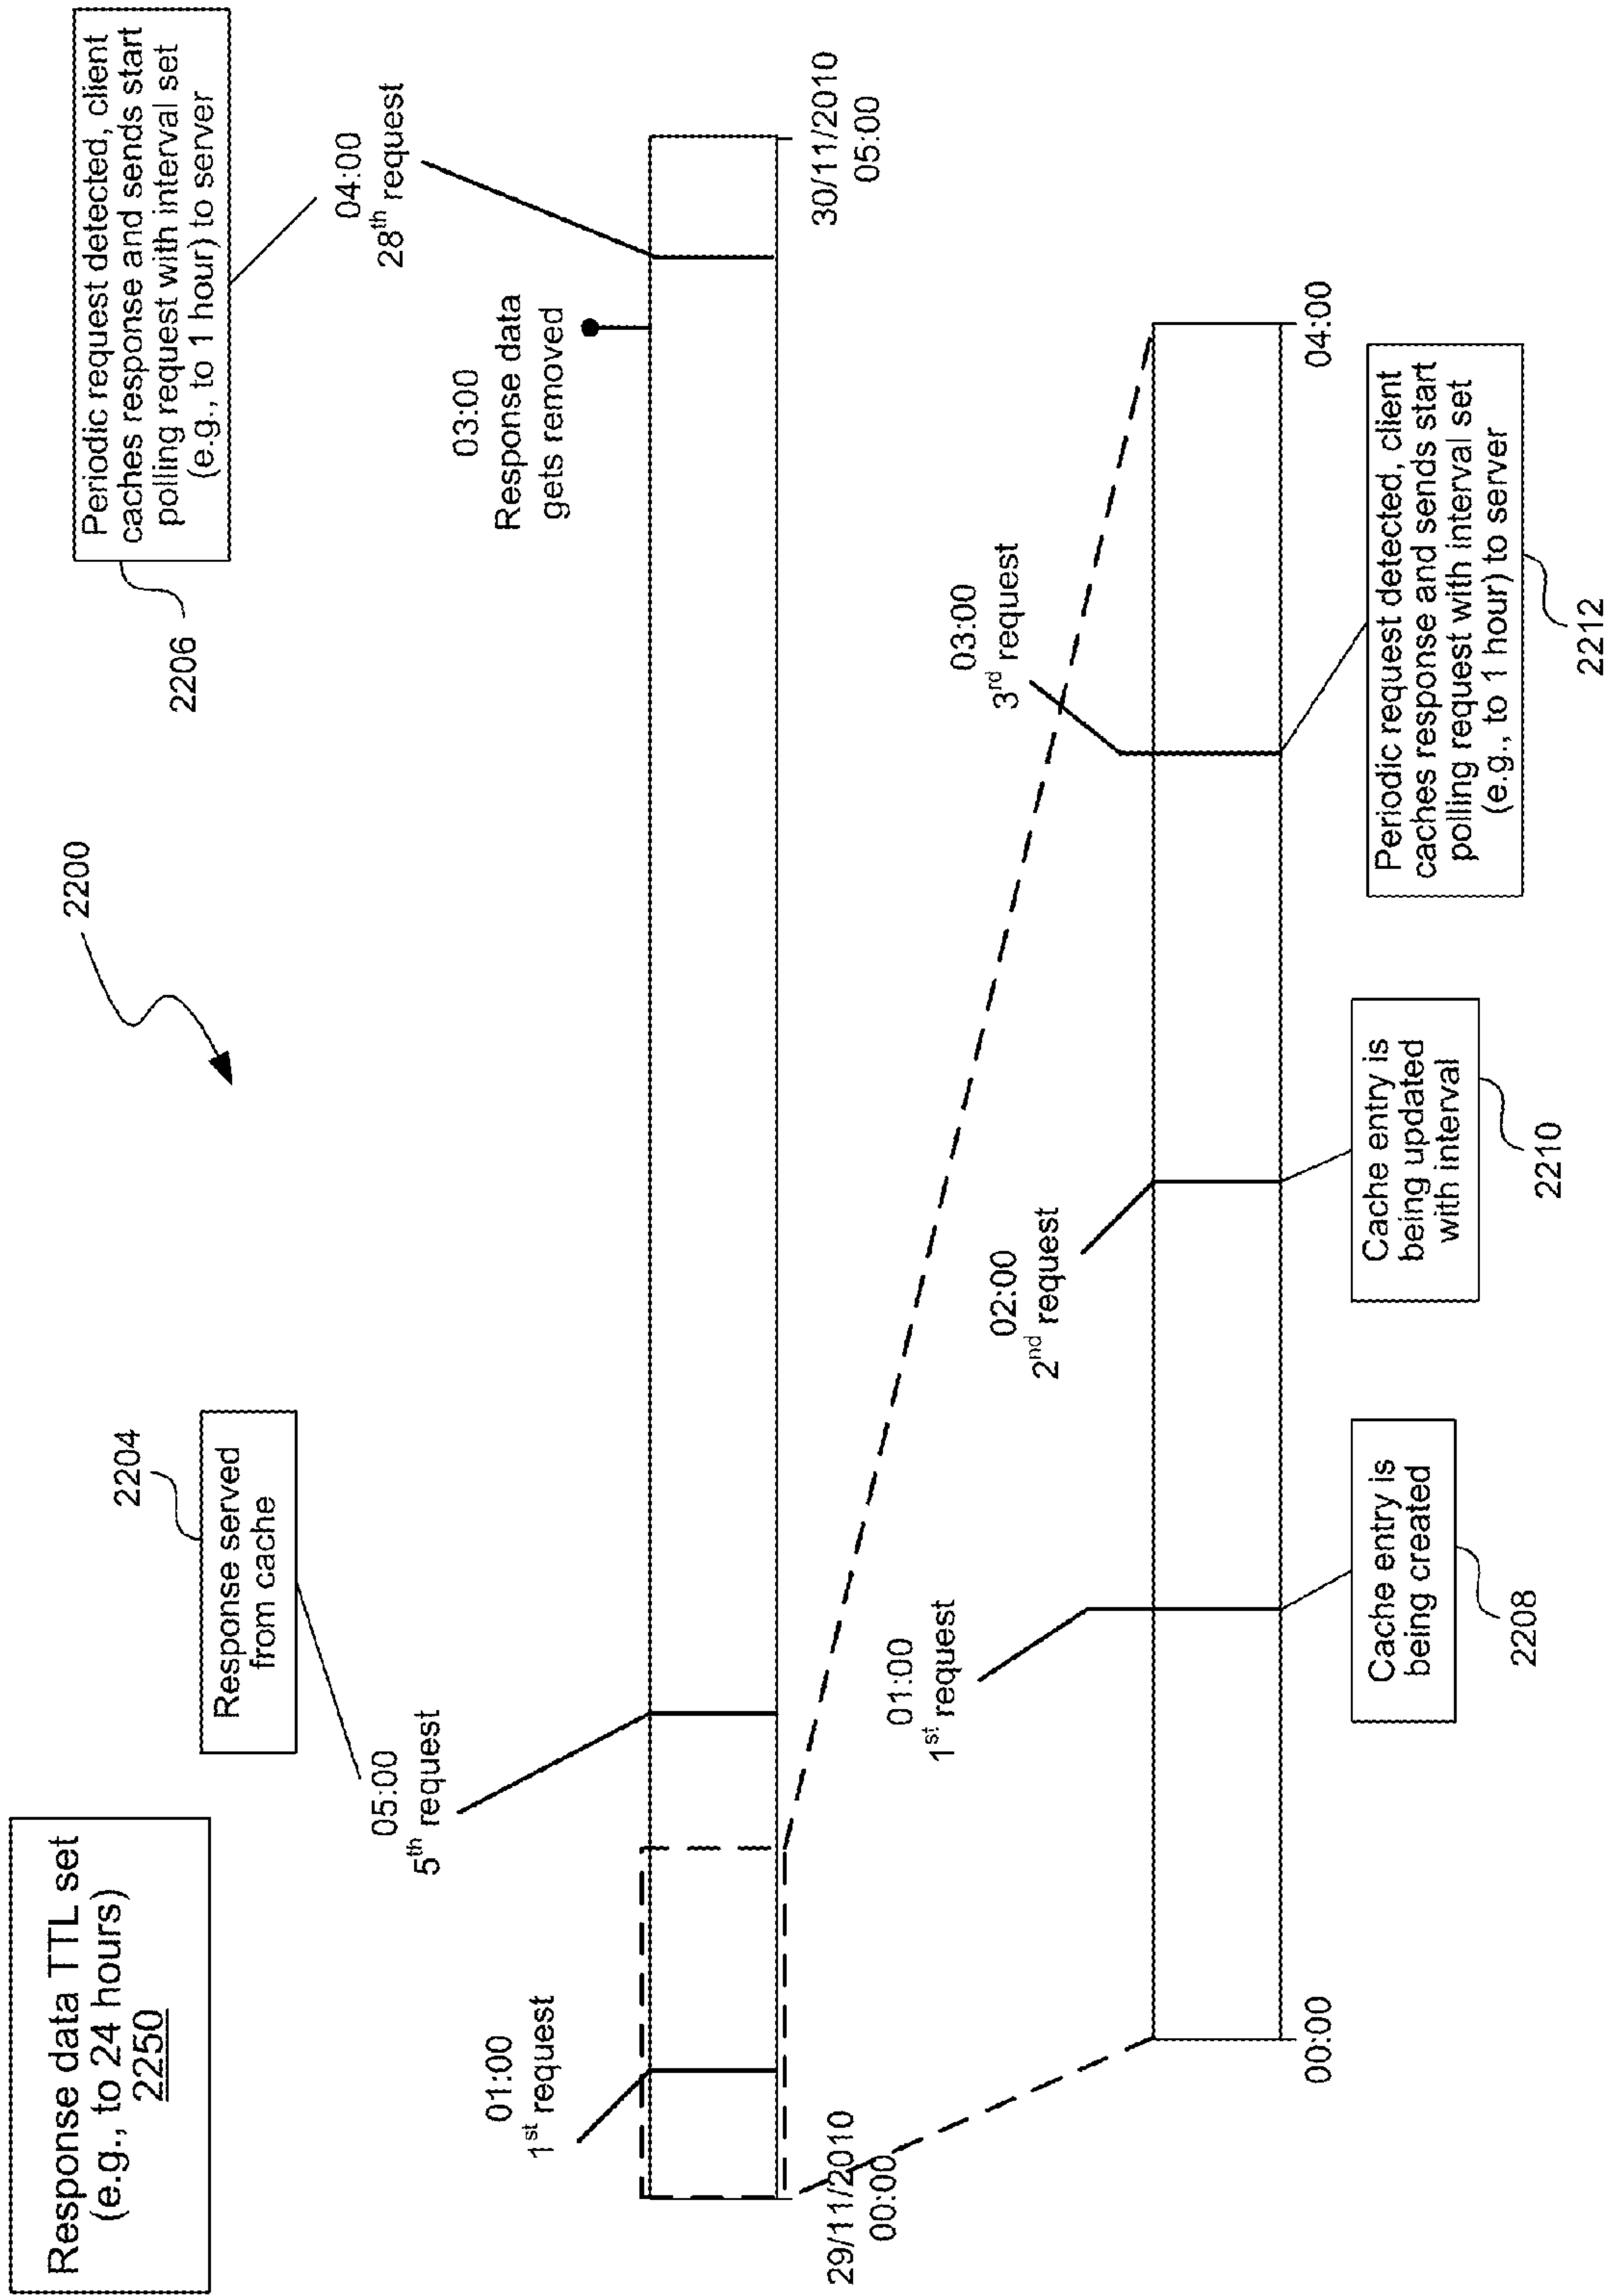 Response data TTL set
(e.g., to 24 hours)
2250
2204
Response served
from cache
2200
2206
Periodic request detected, client
caches response and sends start
polling request with interval set
(e.g., to 1 hour) to server
05:00
5th request
04:00
28th request
01:00
1st request
03:00
Response data
gets removed
29/11/2010
00:00
30/11/2010
05:00
01:00
1st request
02:00
2nd request
03:00
3rd request
00:00
04:00
Cache entry is
being created
2208
Cache entry is
being updated
with interval
2210
Periodic request detected, client
caches response and sends start
polling request with interval set
(e.g., to 1 hour) to server
2212